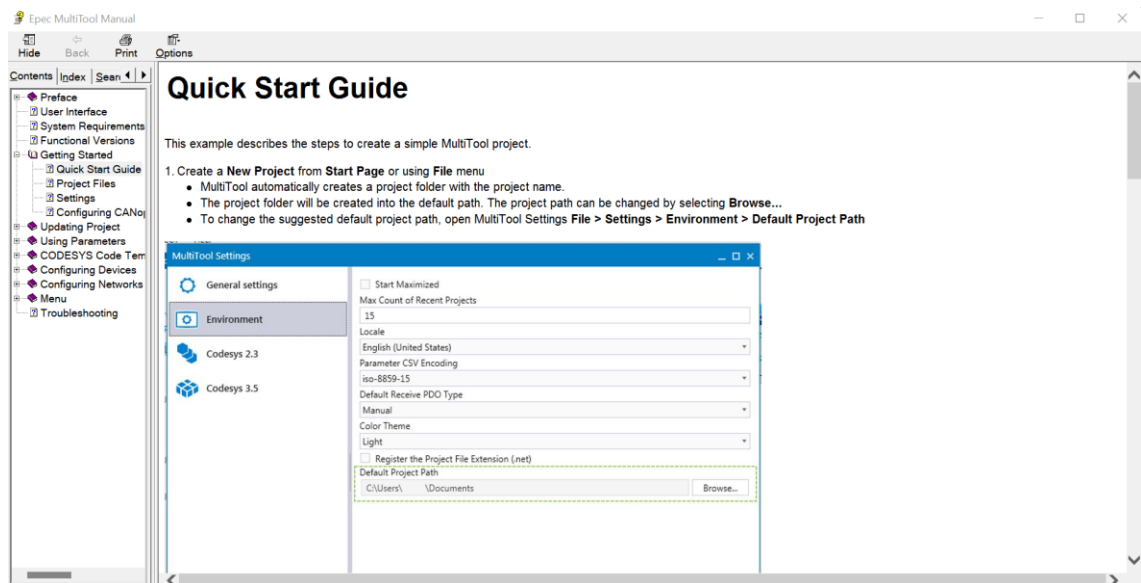 Epec MultiTool Manual
Hide Back Print Options
Contents Index
Preface
User Interface
System Requirements
Functional Versions
Getting Started
Quick Start Guide
Project Files
Settings
Configuring CANo
Updating Project
Using Parameters
CODESYS Code Tem
Configuring Devices
Configuring Networks
Menu
Troubleshooting
Quick Start Guide
This example describes the steps to create a simple MultiTool project.
1. Create a New Project from Start Page or using File menu
MultiTool automatically creates a project folder with the project name.
The project folder will be created into the default path. The project path can be changed by selecting Browse...
To change the suggested default project path, open MultiTool Settings File > Settings > Environment > Default Project Path
MultiTool Settings
General settings
Environment
Codesys 2.3
Codesys 3.5
Start Maximized
Max Count of Recent Projects
15
Locale
English (United States)
Parameter CSV Encoding
iso-8859-15
Default Receive PDO Type
Manual
Color Theme
Light
Register the Project File Extension (.net)
Default Project Path
C:\Users\ \Documents Browse...